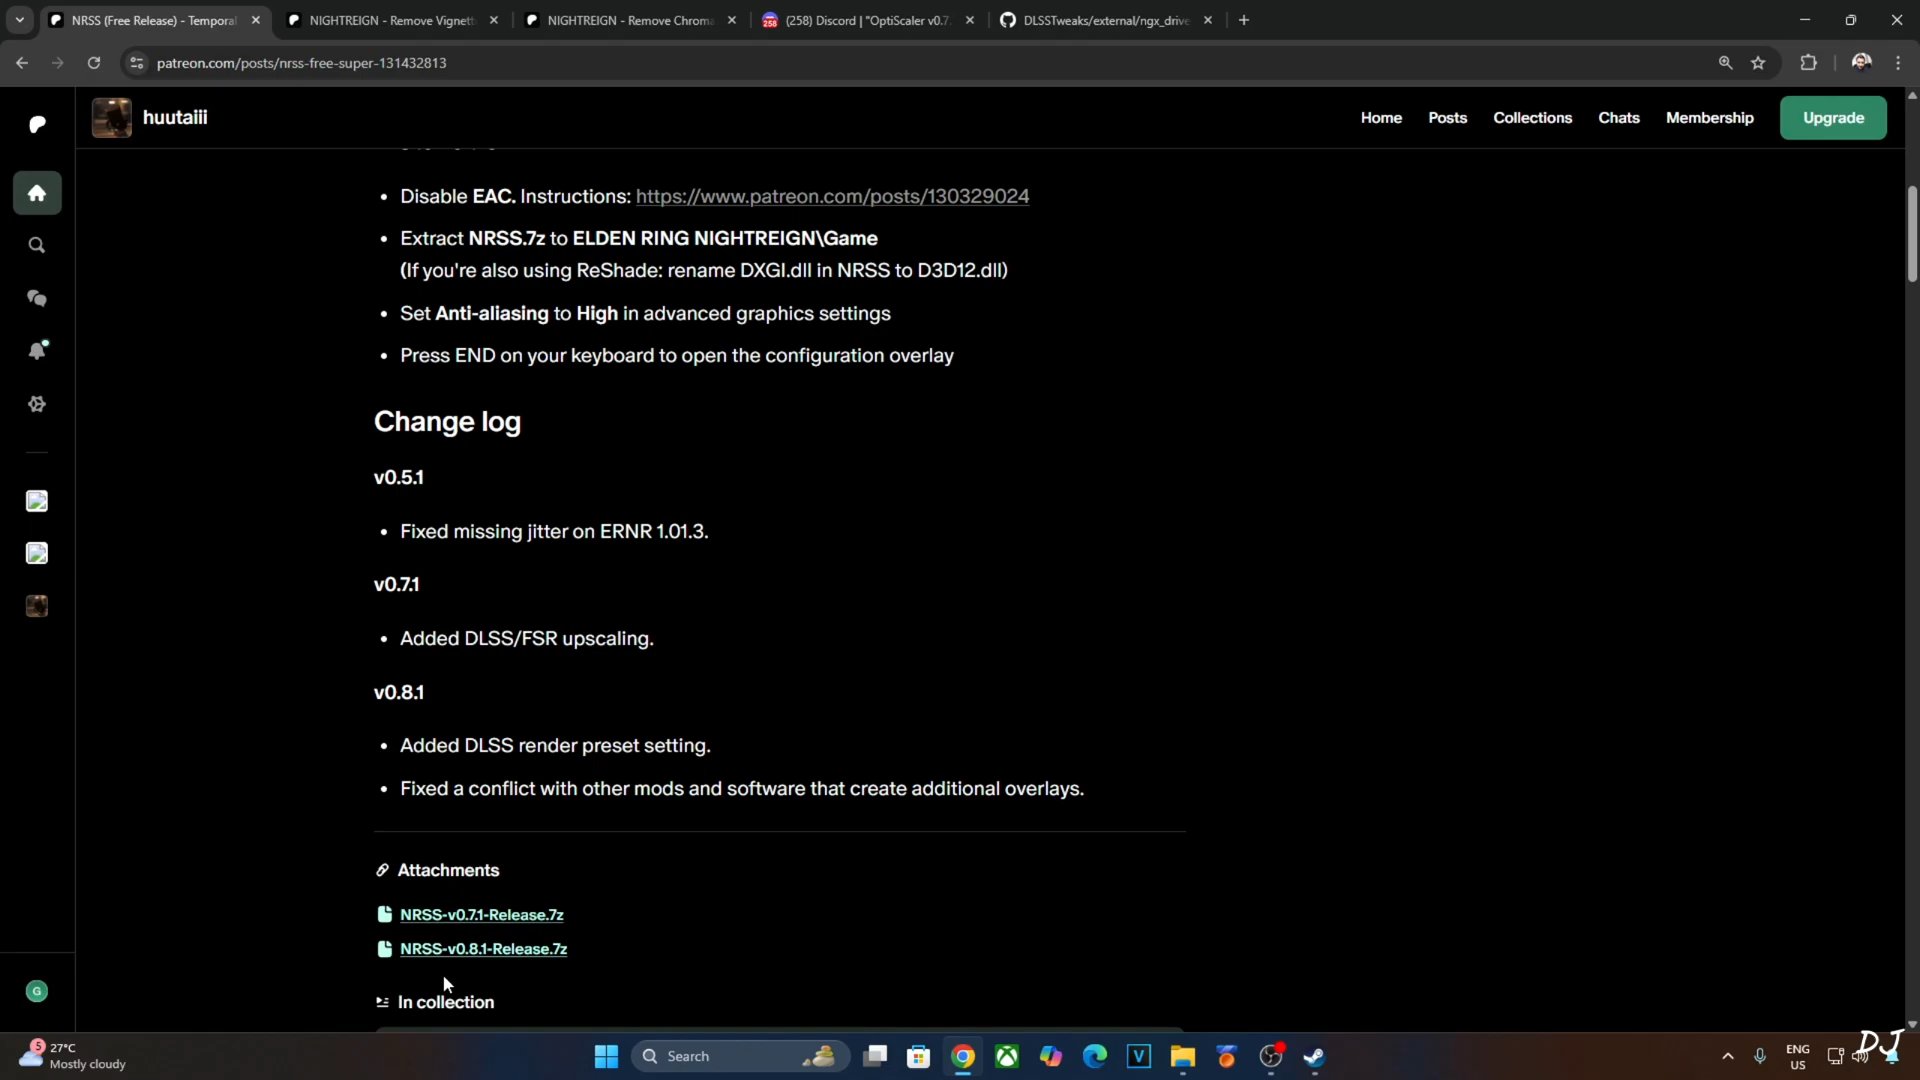 NRSS (Free Release) - Tempora
NIGHTREIGN - Remove Vignett
NIGHTREIGN - Remove Chroma
258
(258) Discord | "OptiScaler v0.7.
DLSSTweaks/external/ngx_drive
patreon.com/posts/nrss-free-super-131432813
huutaiii
Home
Posts
Collections
Chats
Membership
Upgrade
• Disable EAC. Instructions: https://www.patreon.com/posts/130329024
• Extract NRSS.7z to ELDEN RING NIGHTREIGN\Game
(If you're also using ReShade: rename DXGI.dll in NRSS to D3D12.dll)
• Set Anti-aliasing to High in advanced graphics settings
• Press END on your keyboard to open the configuration overlay
Change log
v0.5.1
• Fixed missing jitter on ERNR 1.01.3.
v0.7.1
• Added DLSS/FSR upscaling.
v0.8.1
• Added DLSS render preset setting.
• Fixed a conflict with other mods and software that create additional overlays.
Attachments
NRSS-v0.7.1-Release.7z
NRSS-v0.8.1-Release.7z
In collection
G
5
27°C
Mostly cloudy
Search
V
ENG
US
DJ